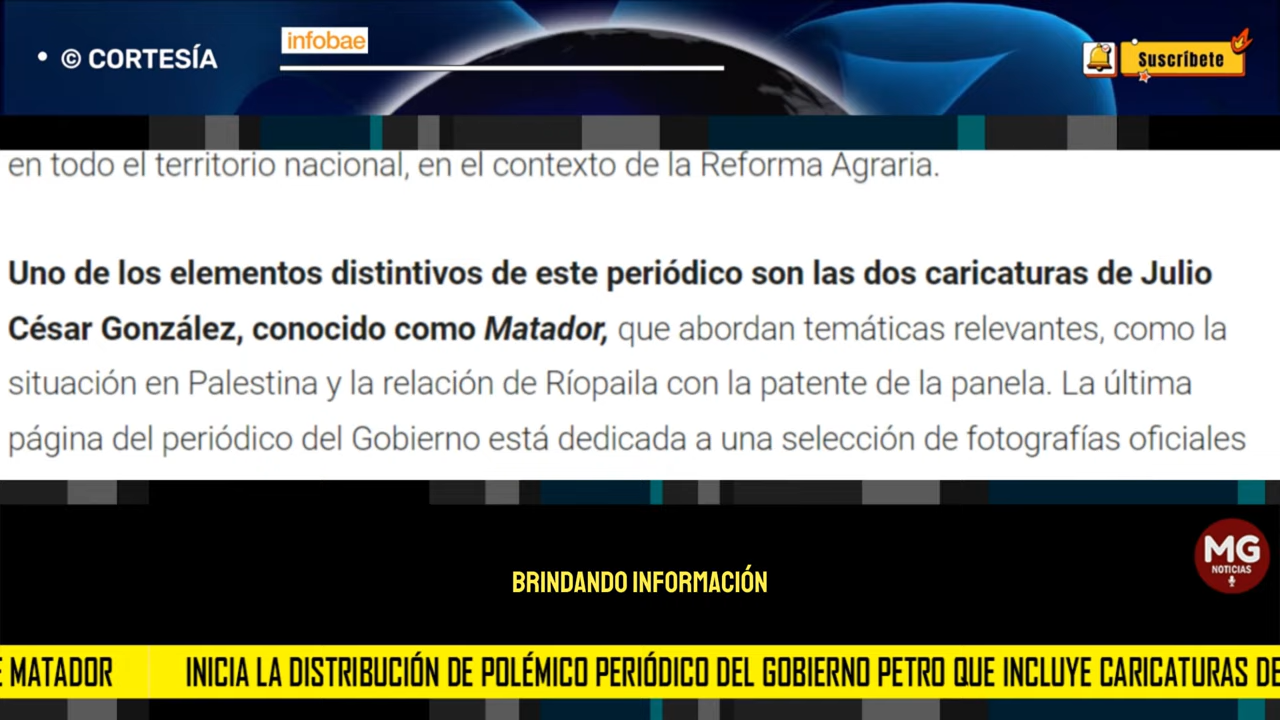 • © CORTESÍA
infobae
Suscríbete
en todo el territorio nacional, en el contexto de la Reforma Agraria.
Uno de los elementos distintivos de este periódico son las dos caricaturas de Julio
César González, conocido como Matador, que abordan temáticas relevantes, como la
situación en Palestina y la relación de Ríopaila con la patente de la panela. La última
página del periódico del Gobierno está dedicada a una selección de fotografías oficiales
MG
NOTICIAS
BRINDANDO INFORMACIÓN
E MATADOR INICIA LA DISTRIBUCIÓN DE POLÉMICO PERIÓDICO DEL GOBIERNO PETRO QUE INCLUYE CARICATURAS DE